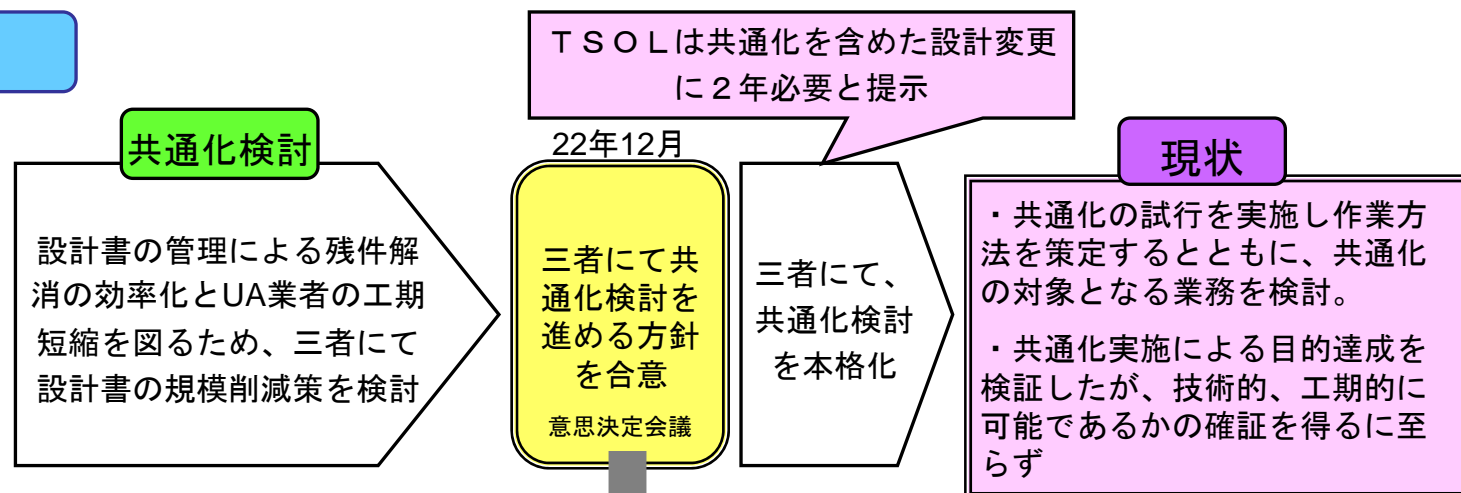 ＴＳＯＬは共通化を含めた設計変更
に２年必要と提示
共通化検討
設計書の管理による残件解
消の効率化とUA業者の工期
短縮を図るため、三者にて
設計書の規模削減策を検討
22年12月
三者にて共
通化検討を
進める方針
を合意
意思決定会議
三者にて、
共通化検討
を本格化
現状
・共通化の試行を実施し作業方
法を策定するとともに、共通化
の対象となる業務を検討。
・共通化実施による目的達成を
検証したが、技術的、工期的に
可能であるかの確証を得るに至
らず